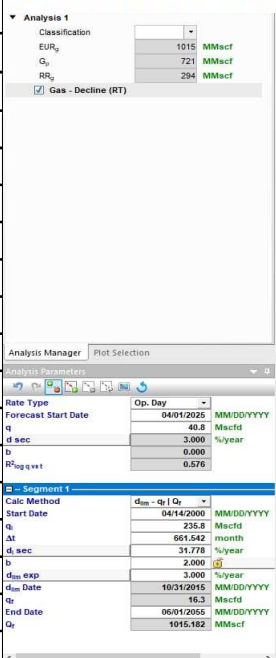 Analysis 1
Classification
EURg 1015 MMscf
Gp 721 MMscf
RRg 294 MMscf
Gas - Decline (RT)
Analysis Manager Plot Selection
Analysis Parameters
Rate Type Op. Day
Forecast Start Date 04/01/2025 MM/DD/YYYY
q 40.8 Mscfd
d sec 3.000 %/year
b 0.000
R² log q vs t 0.576
Segment 1
Calc Method dlim - qf | Qf
Start Date 04/14/2000 MM/DD/YYYY
qi 235.8 Mscfd
Δt 661.542 month
di sec 31.778 %/year
b 2.000
dlim exp 3.000 %/year
dlim Date 10/31/2015 MM/DD/YYYY
qf 16.3 Mscfd
End Date 06/01/2055 MM/DD/YYYY
Qf 1015.182 MMscf